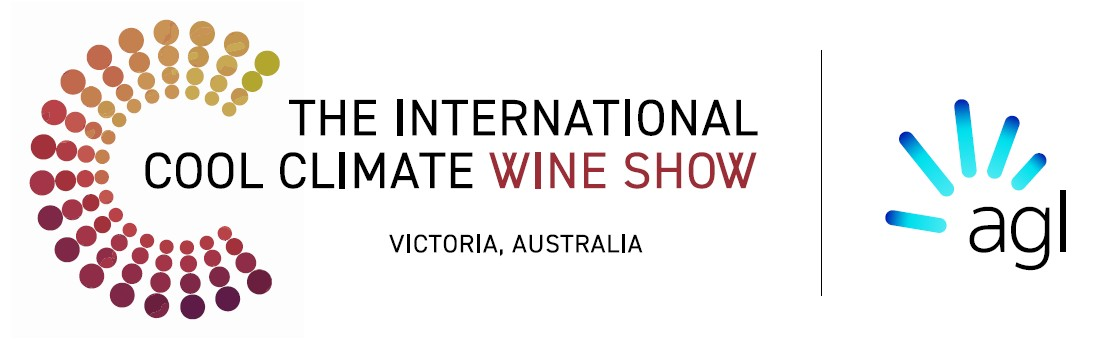 THE INTERNATIONAL
COOL CLIMATE WINE SHOW
VICTORIA, AUSTRALIA
agl